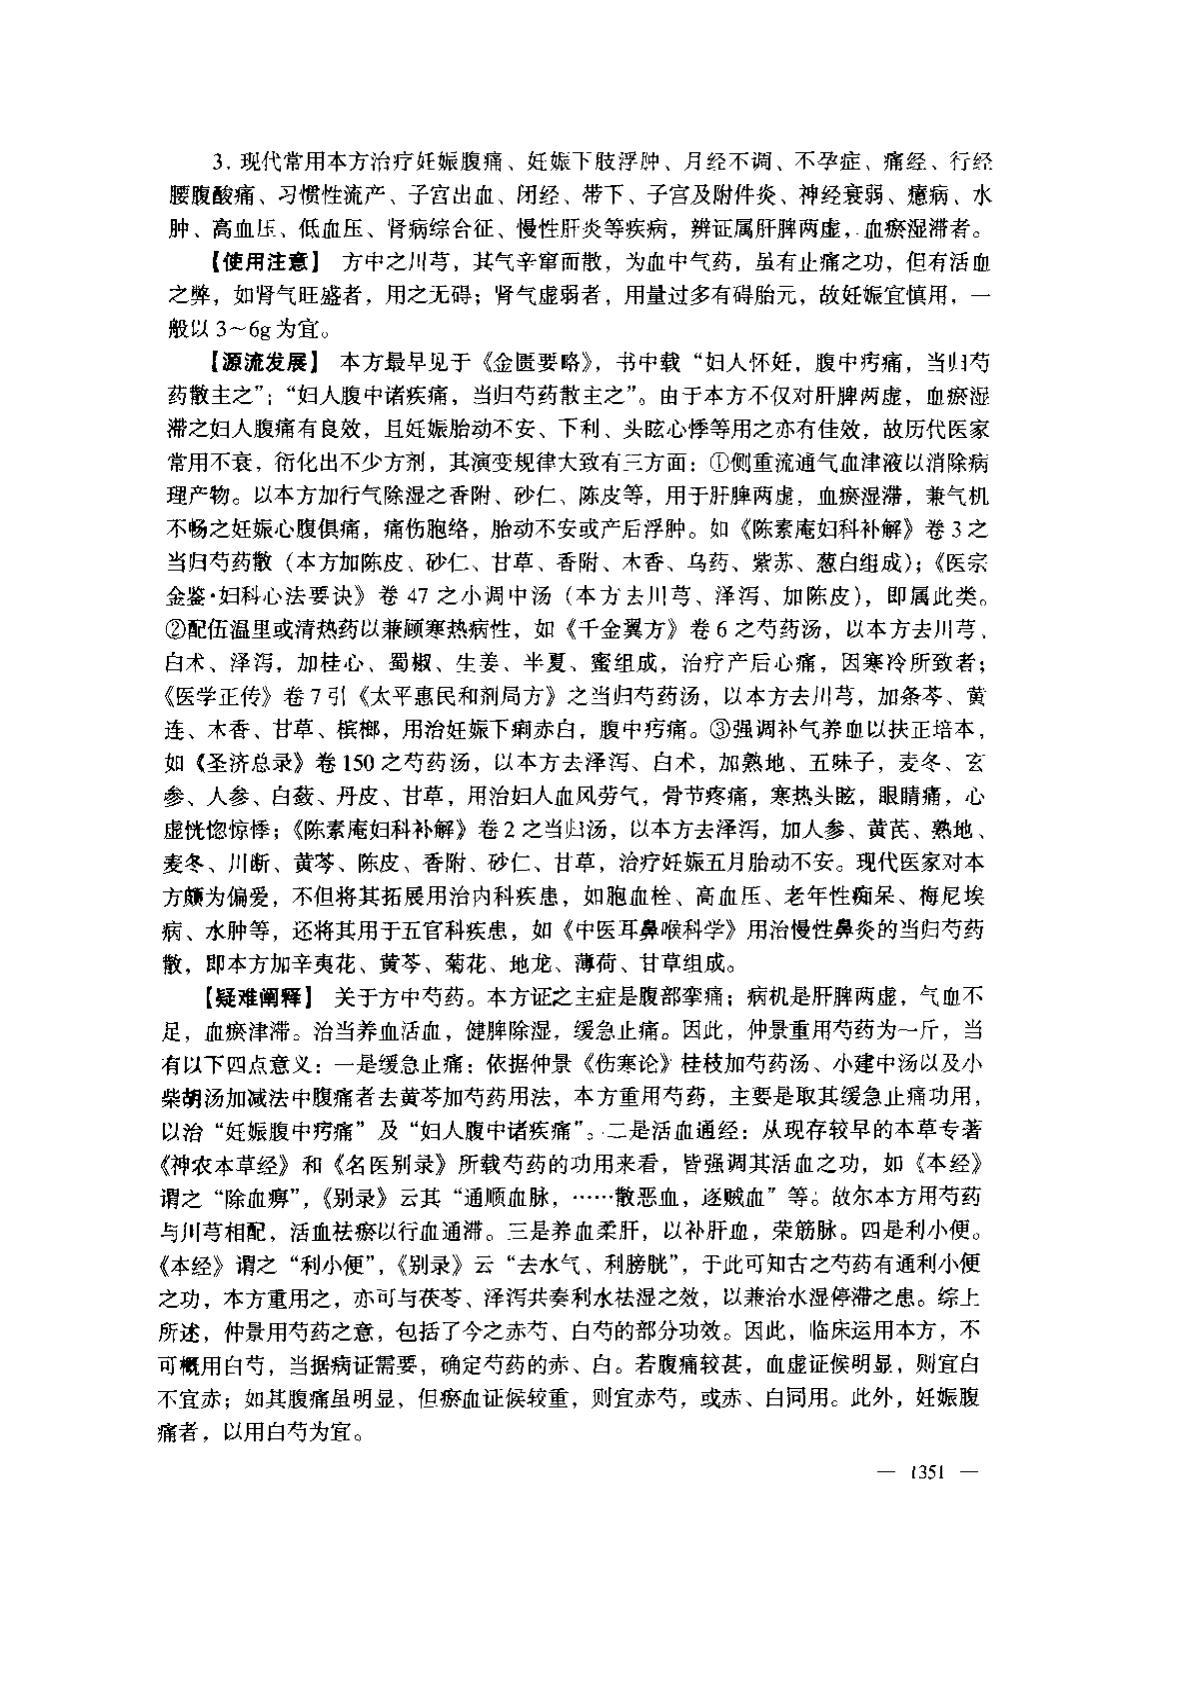 3. 现代常用本方治疗妊娠腹痛、妊娠下肢浮肿、月经不调、不孕症、痛经、行经
腰腹酸痛、习惯性流产、子宫出血、闭经、带下、子宫及附件炎、神经衰弱、癔病、水
肿、高血压、低血压、肾病综合征、慢性肝炎等疾病，辨证属肝脾两虚，血瘀湿滞者。
【使用注意】 方中之川芎，其气辛窜而散，为血中气药，虽有止痛之功，但有活血
之弊，如肾气旺盛者，用之无碍；肾气虚弱者，用量过多有碍胎元，故妊娠宜慎用，一
般以 3～6g 为宜。
【源流发展】 本方最早见于《金匮要略》，书中载“妇人怀妊，腹中㽲痛，当归芍
药散主之”；“妇人腹中诸疾痛，当归芍药散主之”。由于本方不仅对肝脾两虚，血瘀湿
滞之妇人腹痛有良效，且妊娠胎动不安、下利、头眩心悸等用之亦有佳效，故历代医家
常用不衰，衍化出不少方剂，其演变规律大致有三方面：①侧重流通气血津液以消除病
理产物。以本方加行气除湿之香附、砂仁、陈皮等，用于肝脾两虚，血瘀湿滞，兼气机
不畅之妊娠心腹俱痛，痛伤胞络，胎动不安或产后浮肿。如《陈素庵妇科补解》卷 3 之
当归芍药散（本方加陈皮、砂仁、甘草、香附、木香、乌药、紫苏、葱白组成）；《医宗
金鉴·妇科心法要诀》卷 47 之小调中汤（本方去川芎、泽泻、加陈皮），即属此类。
②配伍温里或清热药以兼顾寒热病性，如《千金翼方》卷 6 之芍药汤，以本方去川芎、
白术、泽泻，加桂心、蜀椒、生姜、半夏、蜜组成，治疗产后心痛，因寒冷所致者；
《医学正传》卷 7 引《太平惠民和剂局方》之当归芍药汤，以本方去川芎，加条芩、黄
连、木香、甘草、槟榔，用治妊娠下痢赤白，腹中㽲痛。③强调补气养血以扶正培本，
如《圣济总录》卷 150 之芍药汤，以本方去泽泻、白术，加熟地、五味子，麦冬、玄
参、人参、白蔹、丹皮、甘草，用治妇人血风劳气，骨节疼痛，寒热头眩，眼睛痛，心
虚恍惚惊悸；《陈素庵妇科补解》卷 2 之当归汤，以本方去泽泻，加人参、黄芪、熟地、
麦冬、川断、黄芩、陈皮、香附、砂仁、甘草，治疗妊娠五月胎动不安。现代医家对本
方颇为偏爱，不但将其拓展用治内科疾患，如胞血栓、高血压、老年性痴呆、梅尼埃
病、水肿等，还将其用于五官科疾患，如《中医耳鼻喉科学》用治慢性鼻炎的当归芍药
散，即本方加辛夷花、黄芩、菊花、地龙、薄荷、甘草组成。
【疑难阐释】 关于方中芍药。本方证之主症是腹部挛痛；病机是肝脾两虚，气血不
足，血瘀津滞。治当养血活血，健脾除湿，缓急止痛。因此，仲景重用芍药为一斤，当
有以下四点意义：一是缓急止痛：依据仲景《伤寒论》桂枝加芍药汤、小建中汤以及小
柴胡汤加减法中腹痛者去黄芩加芍药用法，本方重用芍药，主要是取其缓急止痛功用，
以治“妊娠腹中㽲痛”及“妇人腹中诸疾痛”。二是活血通经：从现存较早的本草专著
《神农本草经》和《名医别录》所载芍药的功用来看，皆强调其活血之功，如《本经》
谓之“除血痹”，《别录》云其“通顺血脉，……散恶血，逐贼血”等。故尔本方用芍药
与川芎相配，活血祛瘀以行血通滞。三是养血柔肝，以补肝血，荣筋脉。四是利小便。
《本经》谓之“利小便”，《别录》云“去水气、利膀胱”，于此可知古之芍药有通利小便
之功，本方重用之，亦可与茯苓、泽泻共奏利水祛湿之效，以兼治水湿停滞之患。综上
所述，仲景用芍药之意，包括了今之赤芍、白芍的部分功效。因此，临床运用本方，不
可概用白芍，当据病证需要，确定芍药的赤、白。若腹痛较甚，血虚证候明显，则宜白
不宜赤；如其腹痛虽明显，但瘀血证候较重，则宜赤芍，或赤、白同用。此外，妊娠腹
痛者，以用白芍为宜。
— 1351 —